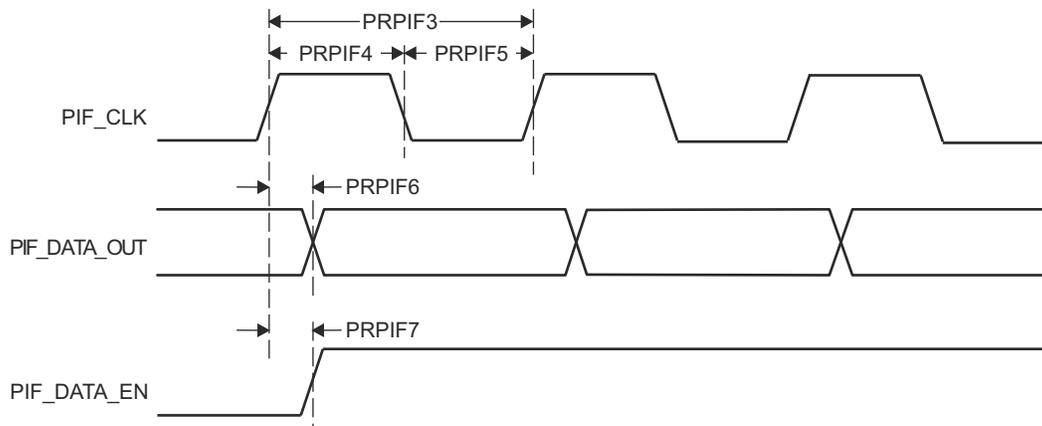 PRPIF3
PRPIF4 PRPIF5
PIF_CLK
PRPIF6
PIF_DATA_OUT
PRPIF7
PIF_DATA_EN